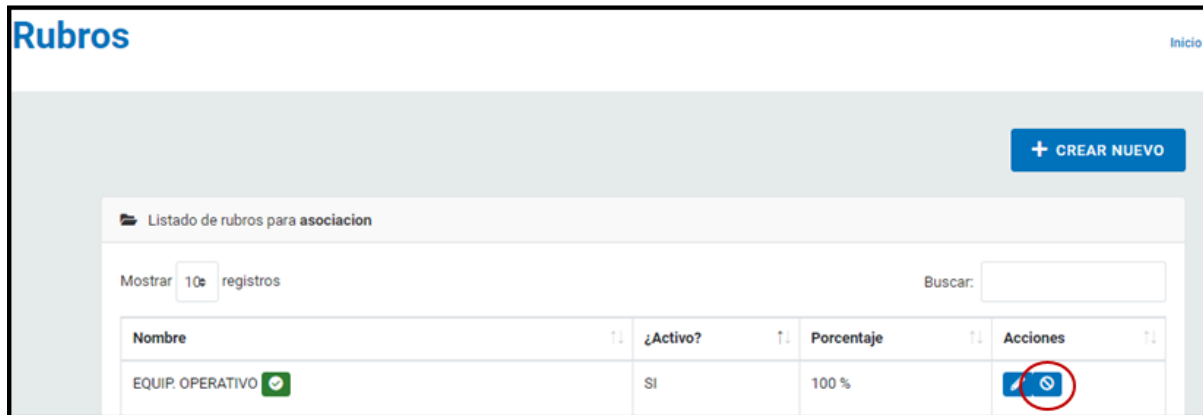 Rubros
Inicio
+ CREAR NUEVO
Listado de rubros para asociacion
Mostrar 10 registros Buscar:
Nombre ¿Activo? Porcentaje Acciones
EQUIP. OPERATIVO SI 100 %